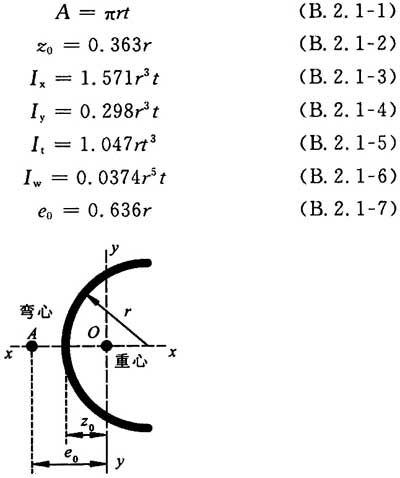 A = πrt (B. 2. 1-1)
z₀ = 0.363r (B. 2. 1-2)
Iₓ = 1.571r³t (B. 2. 1-3)
I_y = 0.298r³t (B. 2. 1-4)
Iₜ = 1.047rt³ (B. 2. 1-5)
I_w = 0.0374r⁵t (B. 2. 1-6)
e₀ = 0.636r (B. 2. 1-7)
y
弯心
r
A O
x 重心 x
z₀
e₀ y